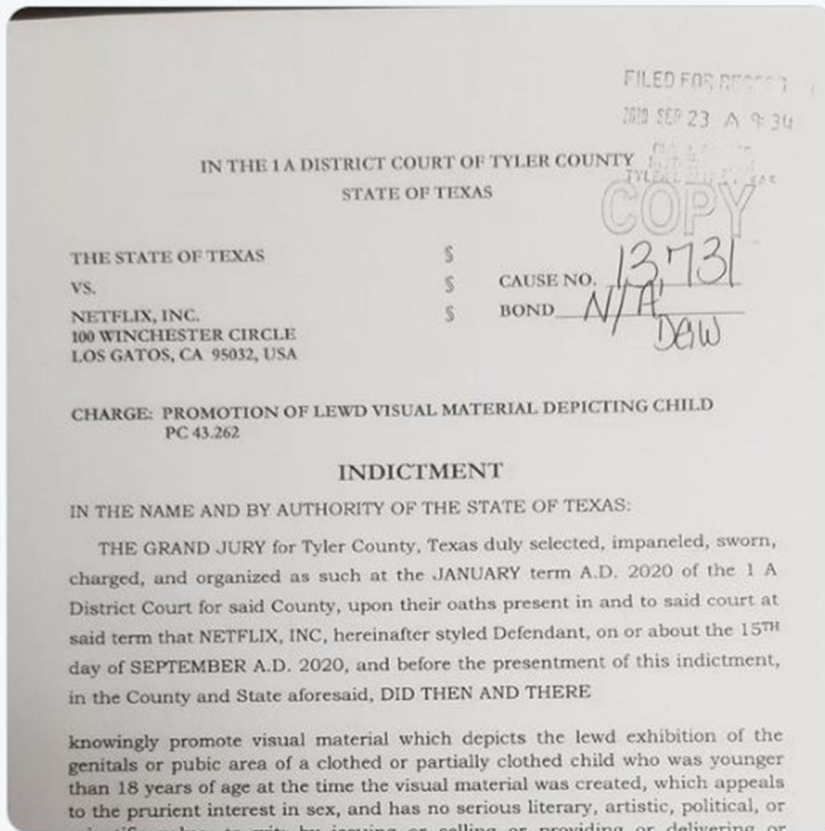 FILED FOR
2020 SEP 23 A 9:34
IN THE 1 A DISTRICT COURT OF TYLER COUNTY
STATE OF TEXAS
COPY
THE STATE OF TEXAS §
VS. § CAUSE NO. 13,731
NETFLIX, INC. § BOND N/A
100 WINCHESTER CIRCLE
LOS GATOS, CA 95032, USA
CHARGE: PROMOTION OF LEWD VISUAL MATERIAL DEPICTING CHILD
PC 43.262
INDICTMENT
IN THE NAME AND BY AUTHORITY OF THE STATE OF TEXAS:
THE GRAND JURY for Tyler County, Texas duly selected, impaneled, sworn,
charged, and organized as such at the JANUARY term A.D. 2020 of the 1 A
District Court for said County, upon their oaths present in and to said court at
said term that NETFLIX, INC, hereinafter styled Defendant, on or about the 15TH
day of SEPTEMBER A.D. 2020, and before the presentment of this indictment,
in the County and State aforesaid, DID THEN AND THERE
knowingly promote visual material which depicts the lewd exhibition of the
genitals or pubic area of a clothed or partially clothed child who was younger
than 18 years of age at the time the visual material was created, which appeals
to the prurient interest in sex, and has no serious literary, artistic, political, or